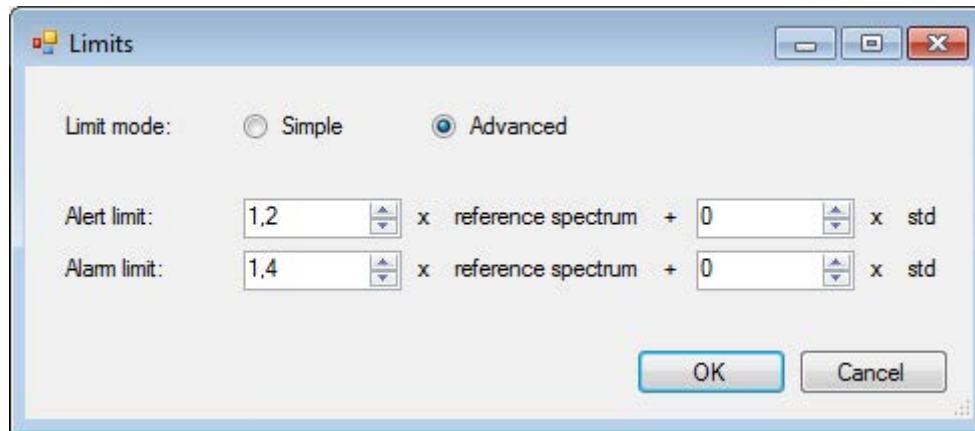 Limits
Limit mode: Simple Advanced
Alert limit: 1,2 x reference spectrum + 0 x std
Alarm limit: 1,4 x reference spectrum + 0 x std
OK Cancel